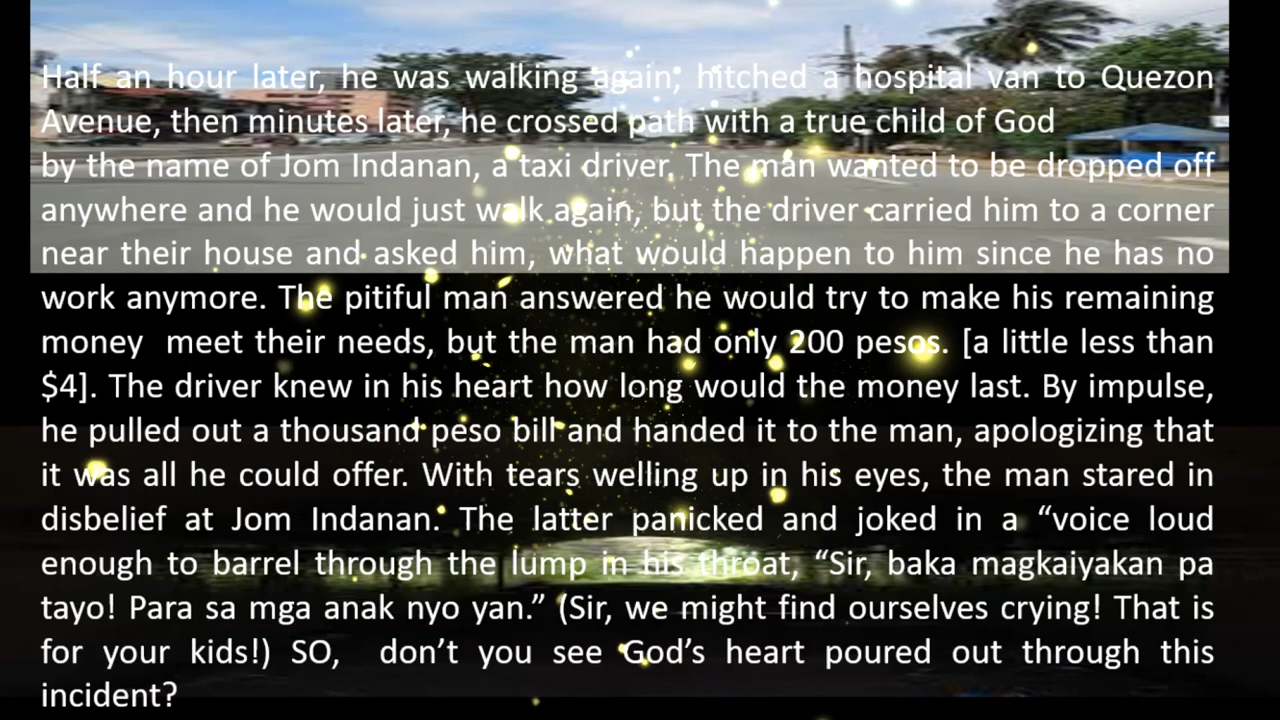 Half an hour later, he was walking again; hitched a hospital van to Quezon
Avenue, then minutes later, he crossed path with a true child of God
by the name of Jom Indanan, a taxi driver. The man wanted to be dropped off
anywhere and he would just walk again, but the driver carried him to a corner
near their house and asked him, what would happen to him since he has no
work anymore. The pitiful man answered he would try to make his remaining
money  meet their needs, but the man had only 200 pesos. [a little less than
$4]. The driver knew in his heart how long would the money last. By impulse,
he pulled out a thousand peso bill and handed it to the man, apologizing that
it was all he could offer. With tears welling up in his eyes, the man stared in
disbelief at Jom Indanan. The latter panicked and joked in a “voice loud
enough to barrel through the lump in his throat, “Sir, baka magkaiyakan pa
tayo! Para sa mga anak nyo yan.” (Sir, we might find ourselves crying! That is
for your kids!) SO,  don’t you see God’s heart poured out through this
incident?